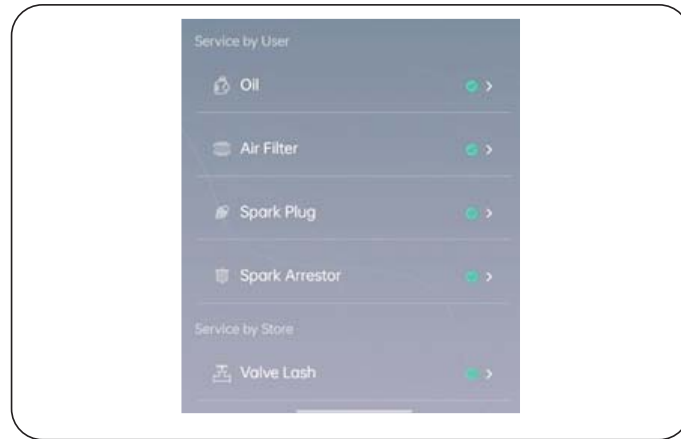 Service by User
Oil
Air Filter
Spark Plug
Spark Arrestor
Service by Store
Valve Lash